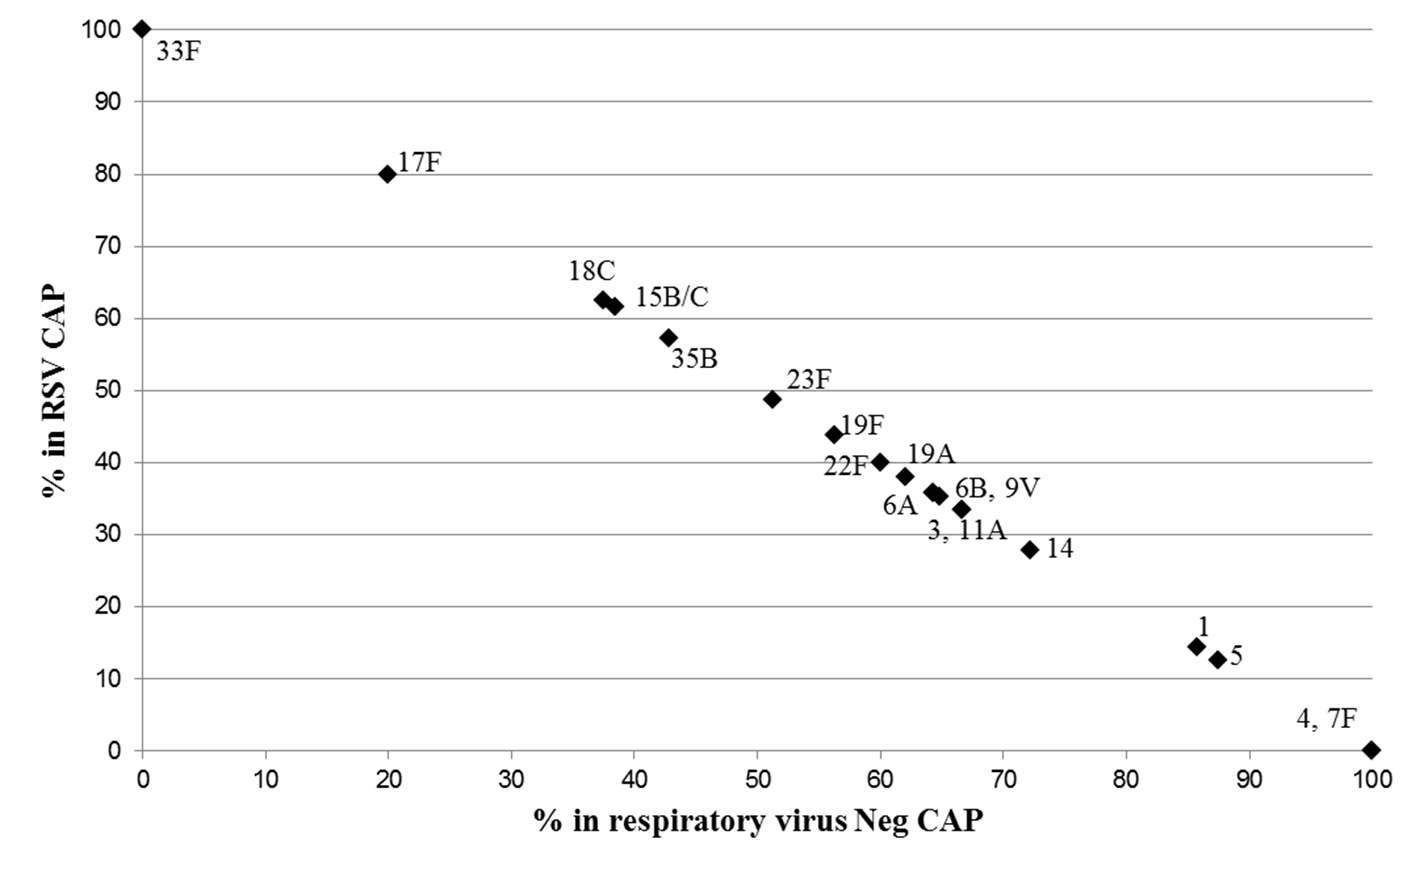 100
33F
90
80
17F
70
18C
15B/C
60
35B
50
23F
19F
40
22F
19A
6A
6B, 9V
30
3, 11A
14
20
1
5
10
4, 7F
0
% in RSV CAP
0 10 20 30 40 50 60 70 80 90 100
% in respiratory virus Neg CAP